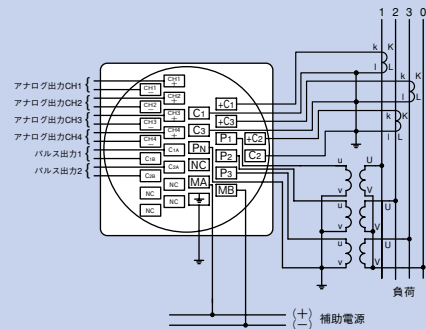 1 2 3 0
k K
l L
k K
l L
k K
l L
アナログ出力CH1 {
アナログ出力CH2 {
アナログ出力CH3 {
アナログ出力CH4 {
パルス出力1 {
パルス出力2 {
CH1 +
CH1 −
CH2 +
CH2 −
CH3 +
CH3 −
CH4 +
CH4 −
C1A
C1B
C2A
C2B
NC
NC
NC
NC
C1
C3
PN
NC
MA
+C1
+C3
P1
P2
P3
MB
+C2
C2
u U
v V
u U
v V
u U
v V
負荷
(+)
(−)
補助電源